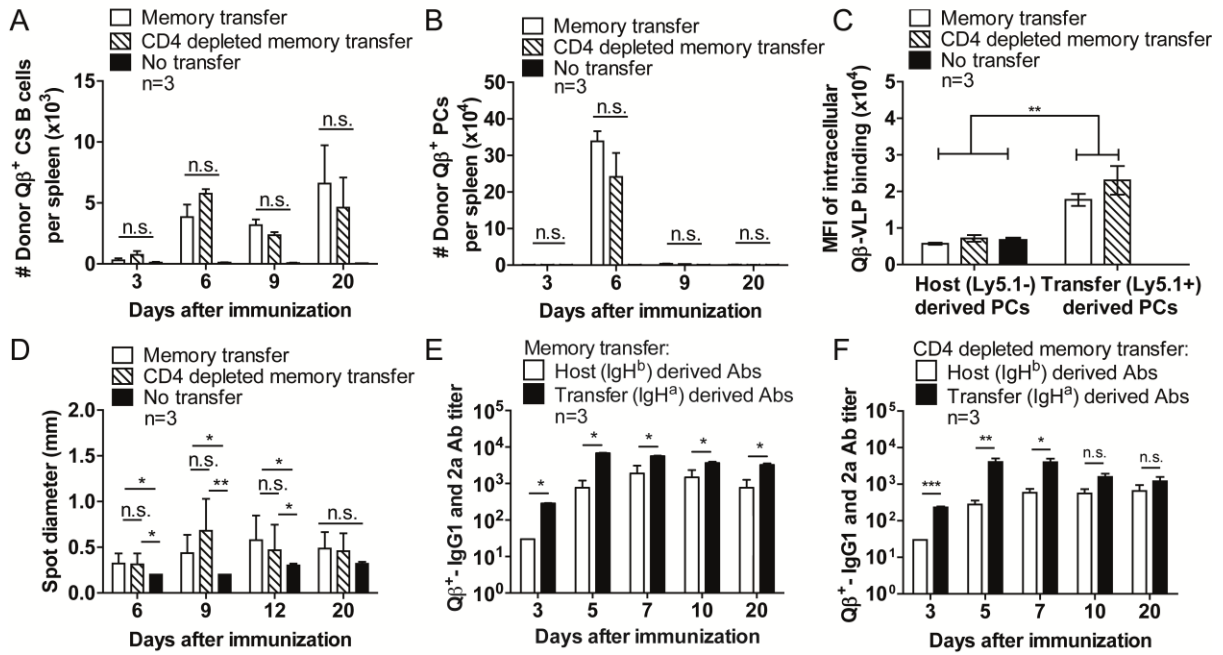 A
Memory transfer
CD4 depleted memory transfer
No transfer
n=3
# Donor Qβ+ CS B cells
per spleen (x10³)
15
10
5
0
n.s.
n.s.
n.s.
n.s.
3 6 9 20
Days after immunization
B
Memory transfer
CD4 depleted memory transfer
No transfer
n=3
# Donor Qβ+ PCs
per spleen (x10⁴)
50
40
30
20
10
0
n.s.
n.s.
n.s.
n.s.
3 6 9 20
Days after immunization
C
Memory transfer
CD4 depleted memory transfer
No transfer
n=3
MFI of intracellular
Qβ-VLP binding (x10⁴)
5
4
3
2
1
0
**
Host (Ly5.1-) Transfer (Ly5.1+)
derived PCs derived PCs
D
Memory transfer
CD4 depleted memory transfer
No transfer
n=3
Spot diameter (mm)
2.0
1.5
1.0
0.5
0.0
*
n.s.
*
*
n.s.
**
*
n.s.
*
n.s.
6 9 12 20
Days after immunization
E
Memory transfer:
Host (IgHᵇ) derived Abs
Transfer (IgHᵃ) derived Abs
n=3
Qβ+- IgG1 and 2a Ab titer
10⁵
10⁴
10³
10²
10¹
10⁰
* * * * *
3 5 7 10 20
Days after immunization
F
CD4 depleted memory transfer:
Host (IgHᵇ) derived Abs
Transfer (IgHᵃ) derived Abs
n=3
Qβ+- IgG1 and 2a Ab titer
10⁵
10⁴
10³
10²
10¹
10⁰
*** ** * n.s. n.s.
3 5 7 10 20
Days after immunization